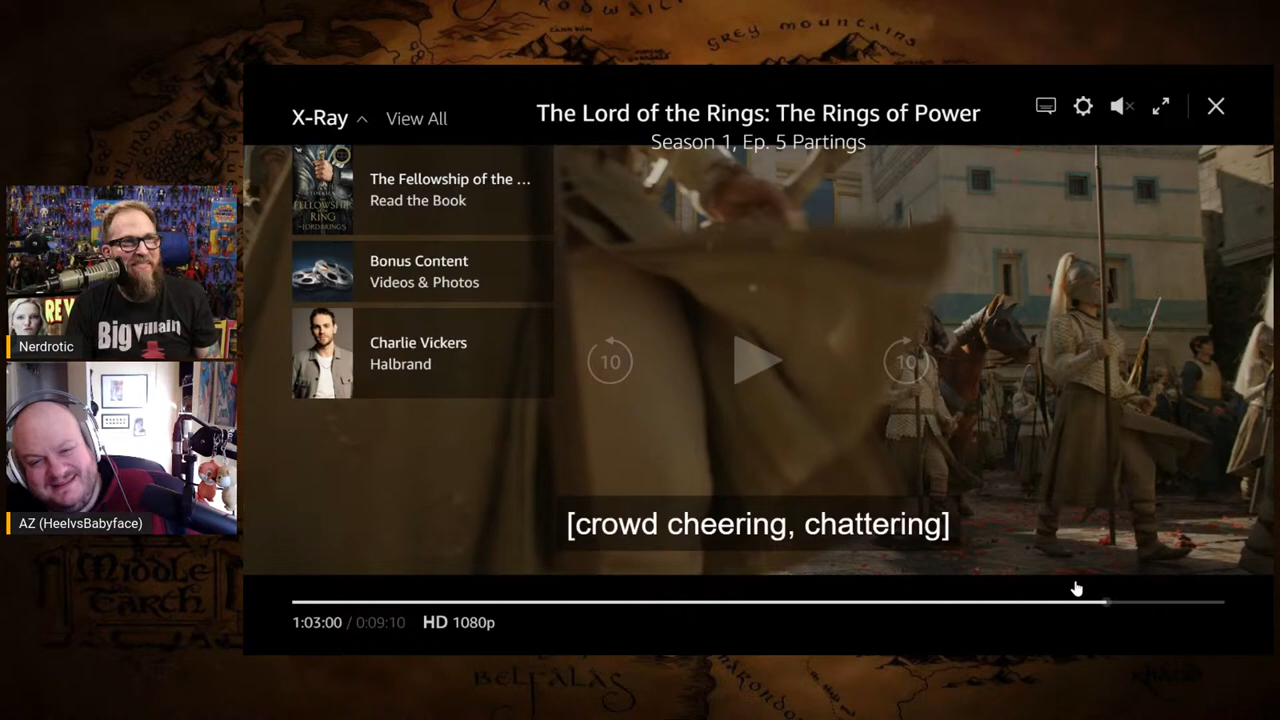 GREY MOUNTAINS
X-Ray View All
The Lord of the Rings: The Rings of Power
Season 1, Ep. 5 Partings
The Fellowship of the ...
Read the Book
FELLOWSHIP
RING
Bonus Content
Videos & Photos
Charlie Vickers
Halbrand
10
10
Big Villain
Nerdrotic
AZ (HeelvsBabyface)
[crowd cheering, chattering]
1:03:00 / 0:09:10 HD 1080p
MIDDLE
EARTH
BELFALAS